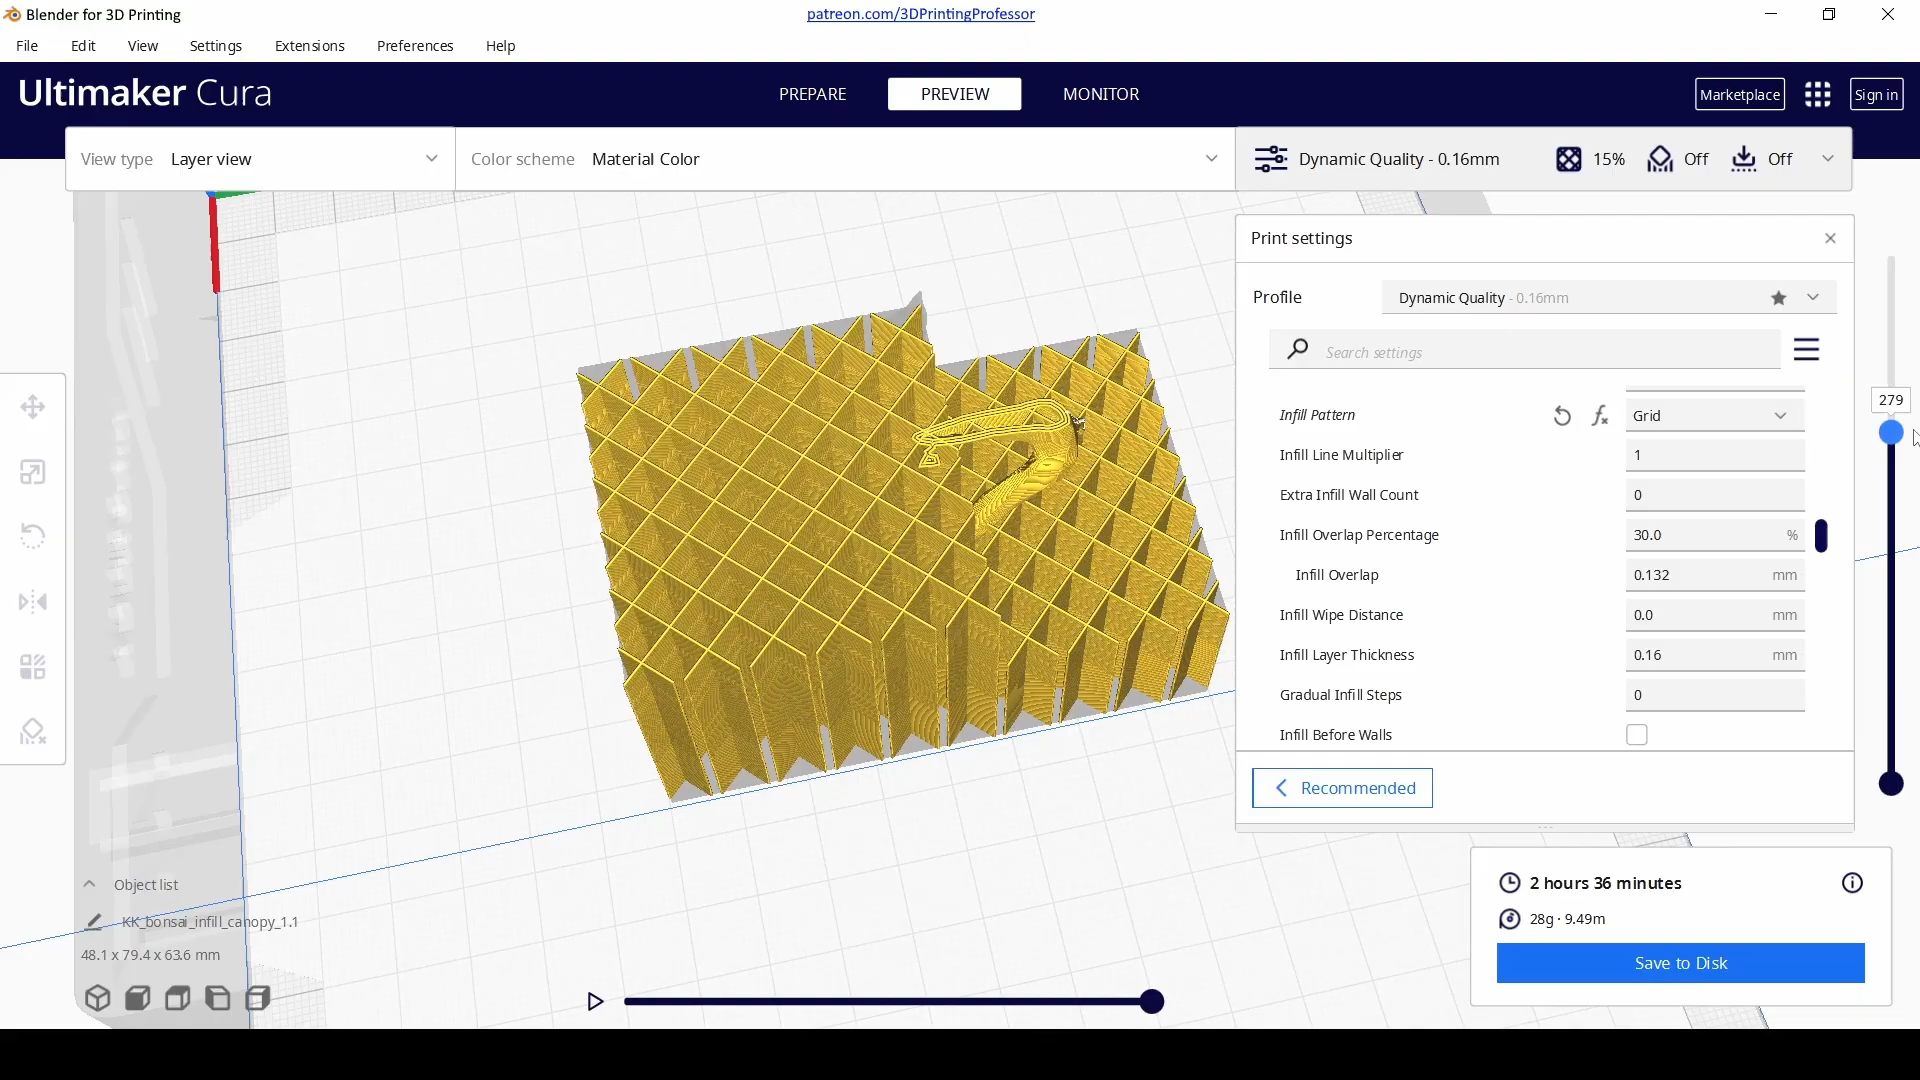 Blender for 3D Printing
patreon.com/3DPrintingProfessor
File Edit View Settings Extensions Preferences Help
Ultimaker Cura
PREPARE PREVIEW MONITOR
Marketplace Sign in
View type Layer view
Color scheme Material Color
Dynamic Quality - 0.16mm 15% Off Off
Print settings
Profile Dynamic Quality - 0.16mm
Search settings
Infill Pattern Grid
279
Infill Line Multiplier 1
Extra Infill Wall Count 0
Infill Overlap Percentage 30.0 %
Infill Overlap 0.132 mm
Infill Wipe Distance 0.0 mm
Infill Layer Thickness 0.16 mm
Gradual Infill Steps 0
Infill Before Walls
Recommended
Object list
KK_bonsai_infill_canopy_1.1
48.1 x 79.4 x 63.6 mm
2 hours 36 minutes
28g · 9.49m
Save to Disk